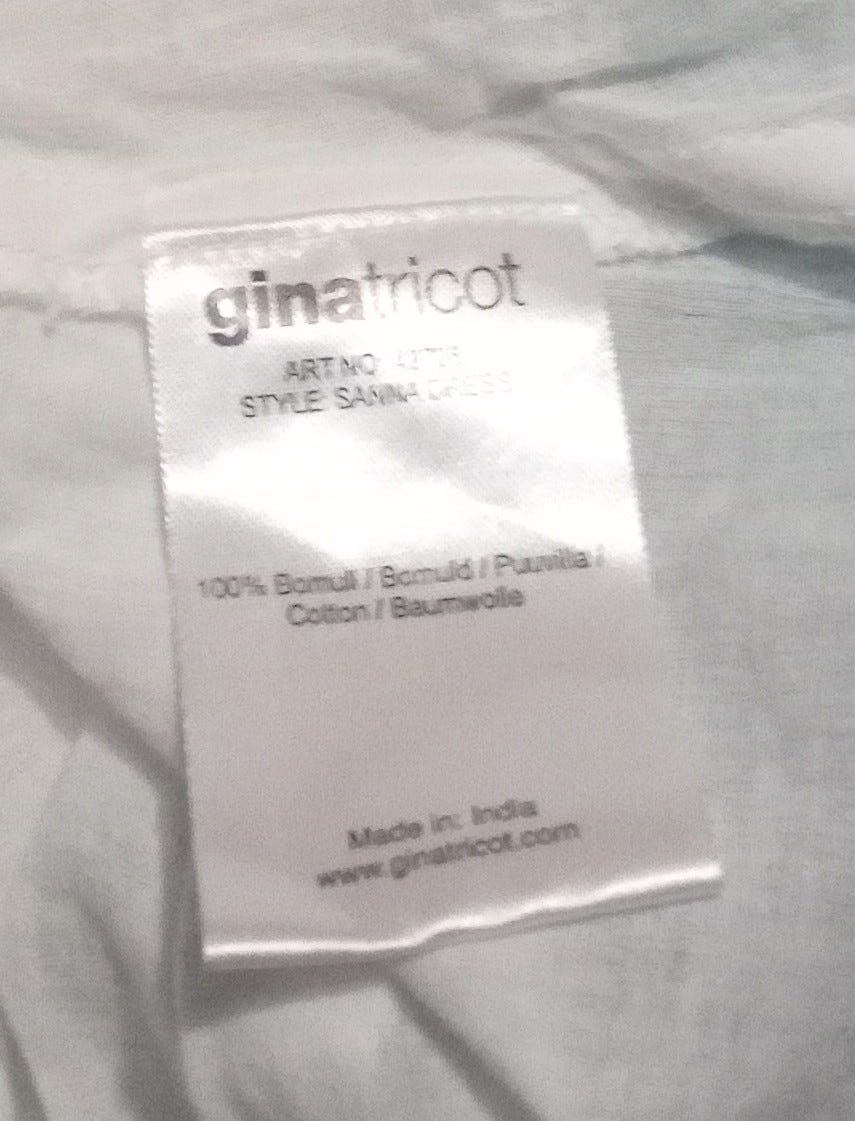 ginatricot
ART NO:
STYLE: SANNA DRESS
100% Bomull / Bomuld / Puuvilla /
Cotton / Baumwolle
Made in: India
www.ginatricot.com